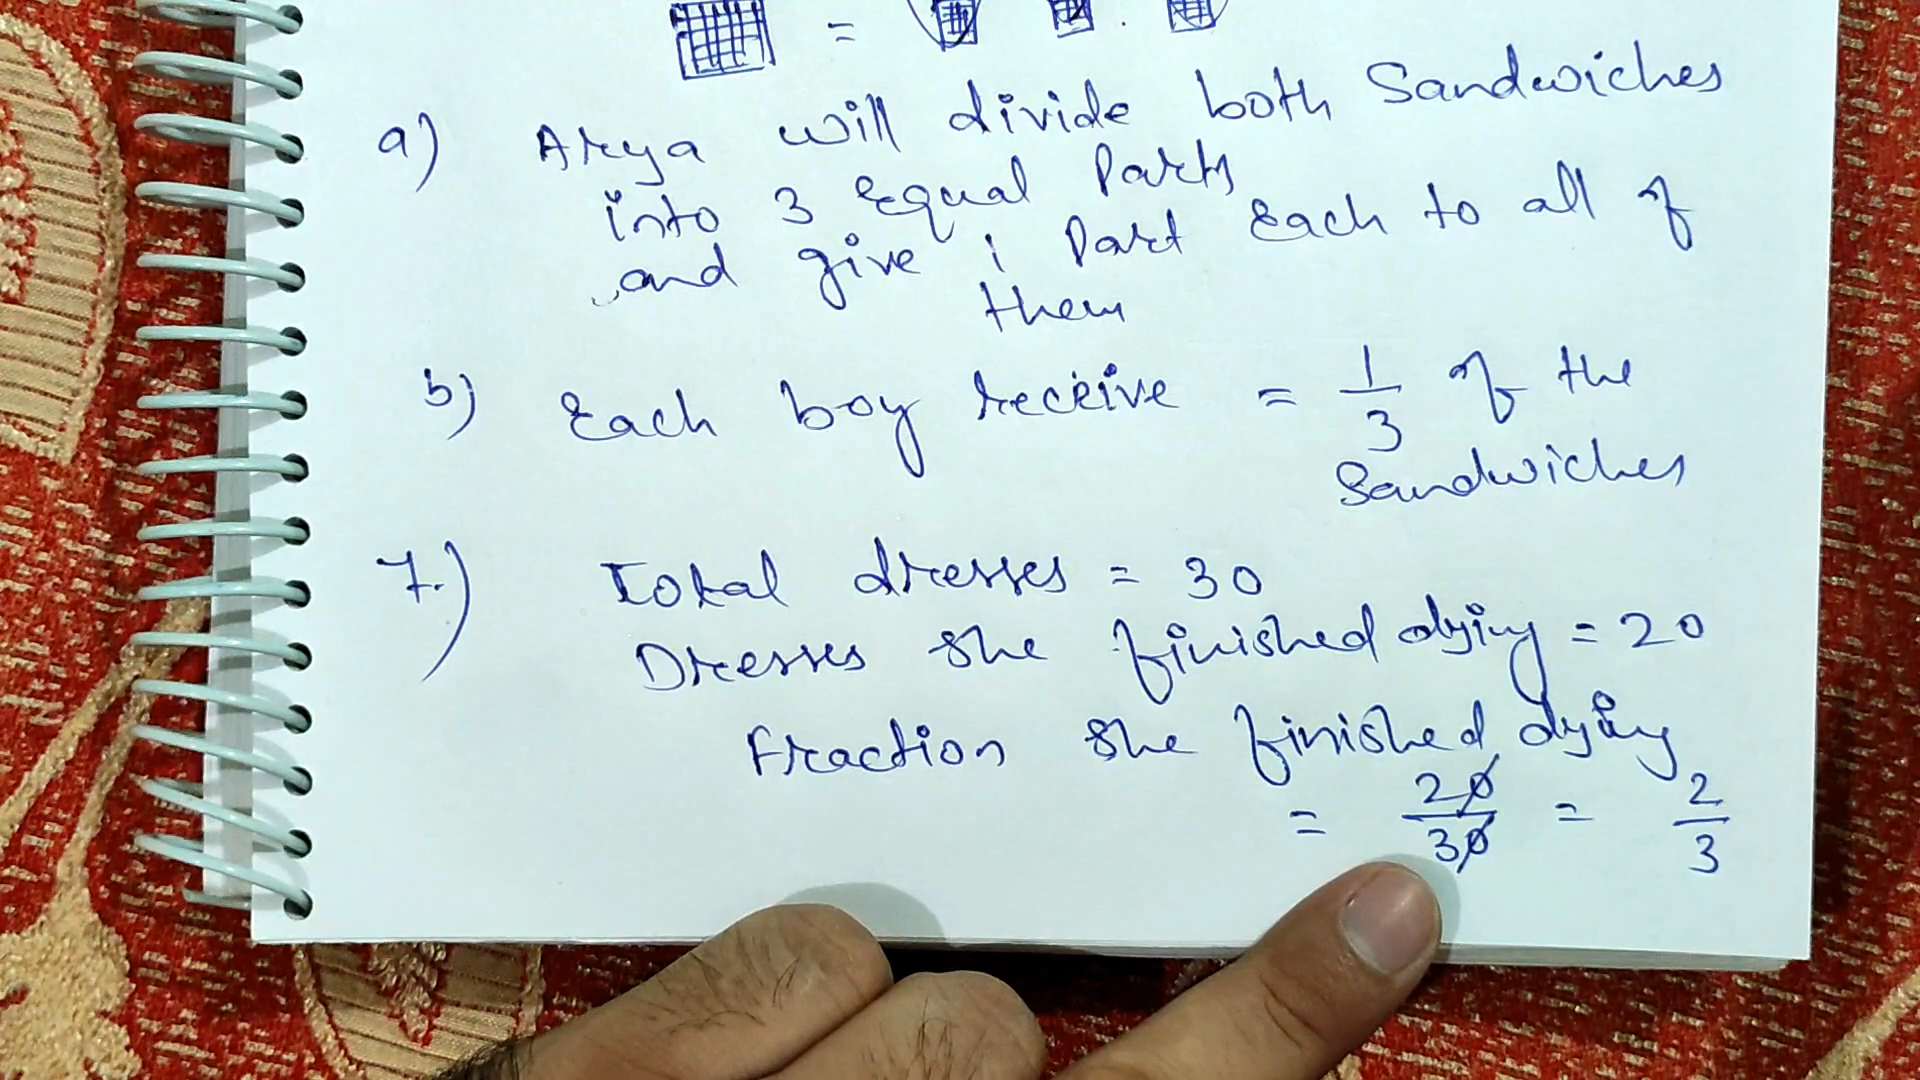 =
a) Arya will divide both Sandwiches
into 3 Equal Parts
and give 1 Part Each to all of
them
b) Each boy receive = 1/3 of the
Sandwiches
7.) Total dresses = 30
Dresses she finished dying = 20
Fraction she finished dying
= 20/30 = 2/3